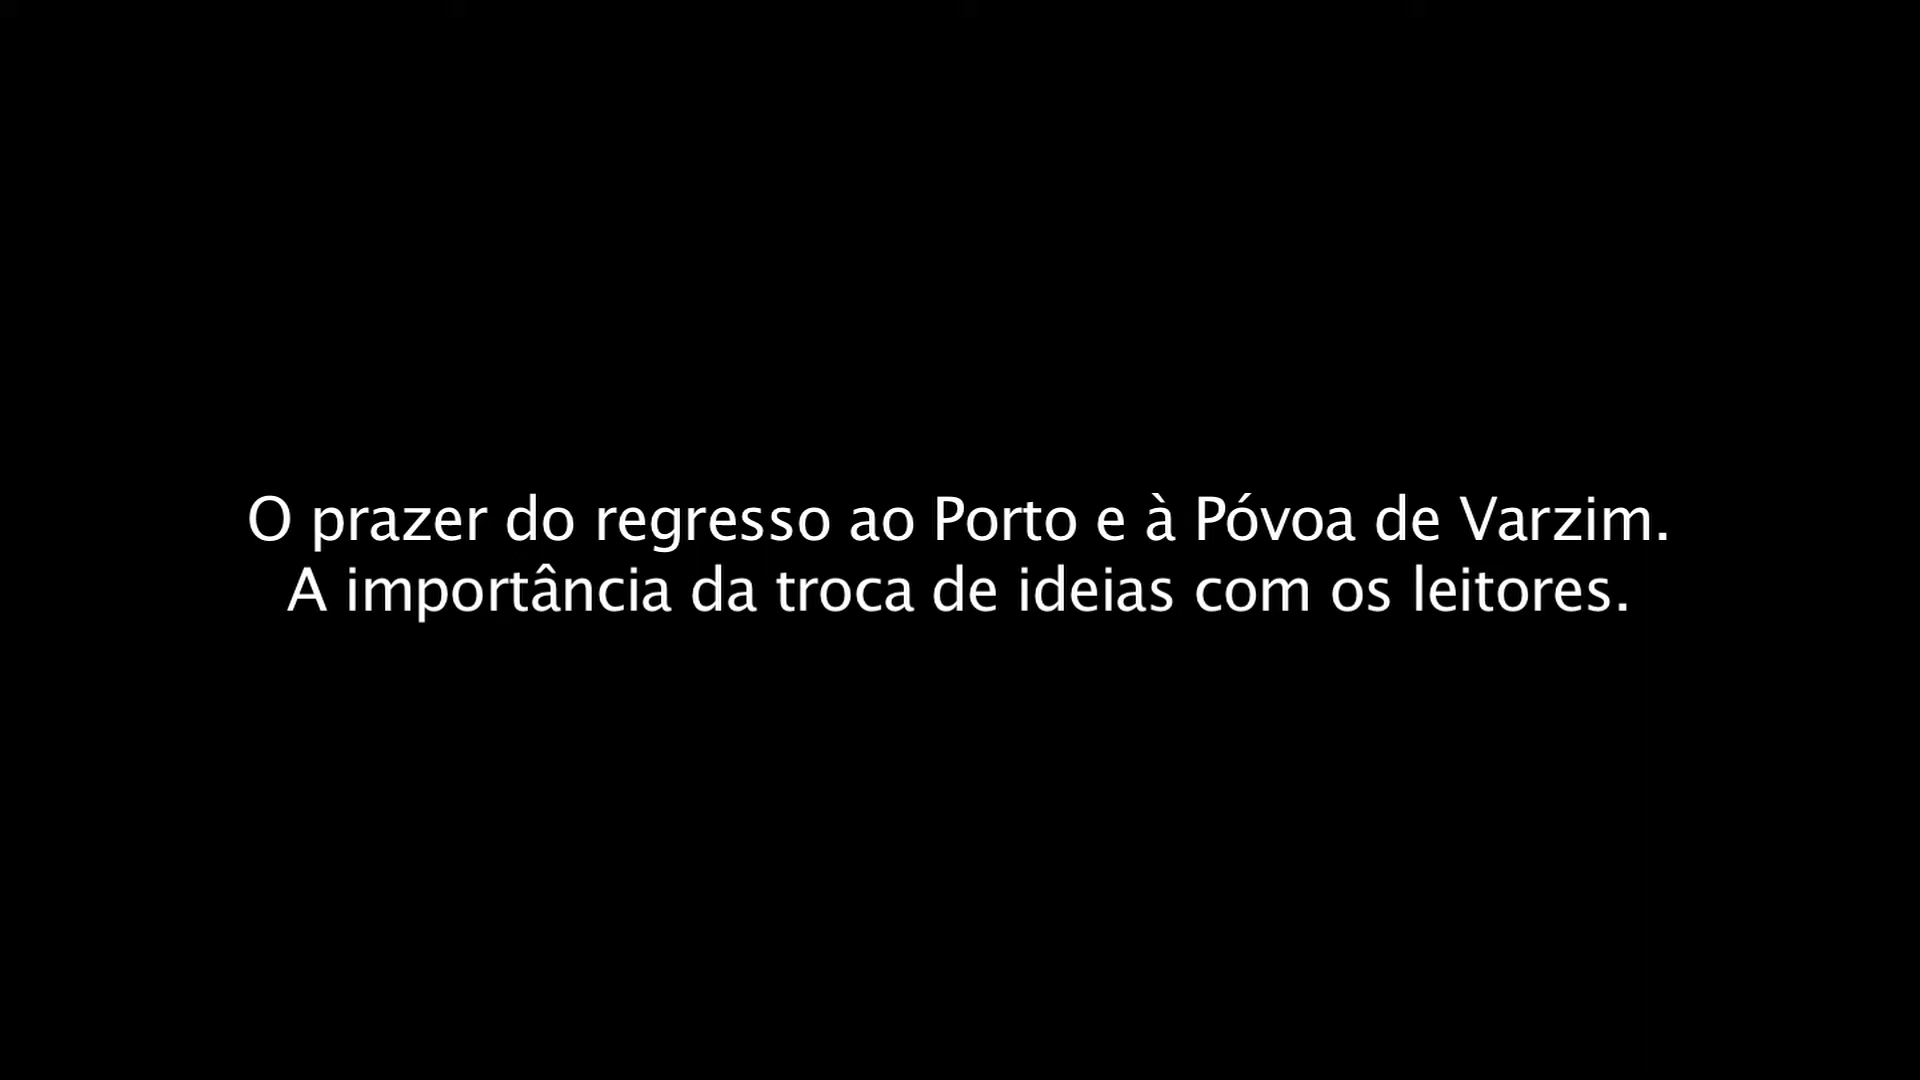 O prazer do regresso ao Porto e à Póvoa de Varzim.
A importância da troca de ideias com os leitores.